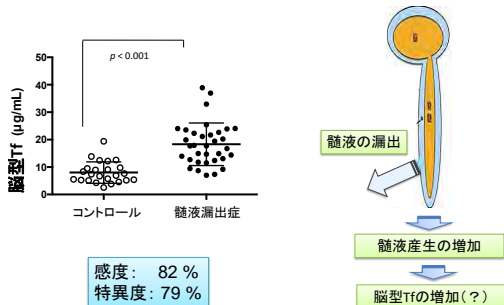 脳型Tf (μg/mL)
50
40
30
20
10
0
p < 0.001
コントロール
髄液漏出症
感度: 82 %
特異度: 79 %
脳
髄液の漏出
髄液産生の増加
脳型Tfの増加(？)